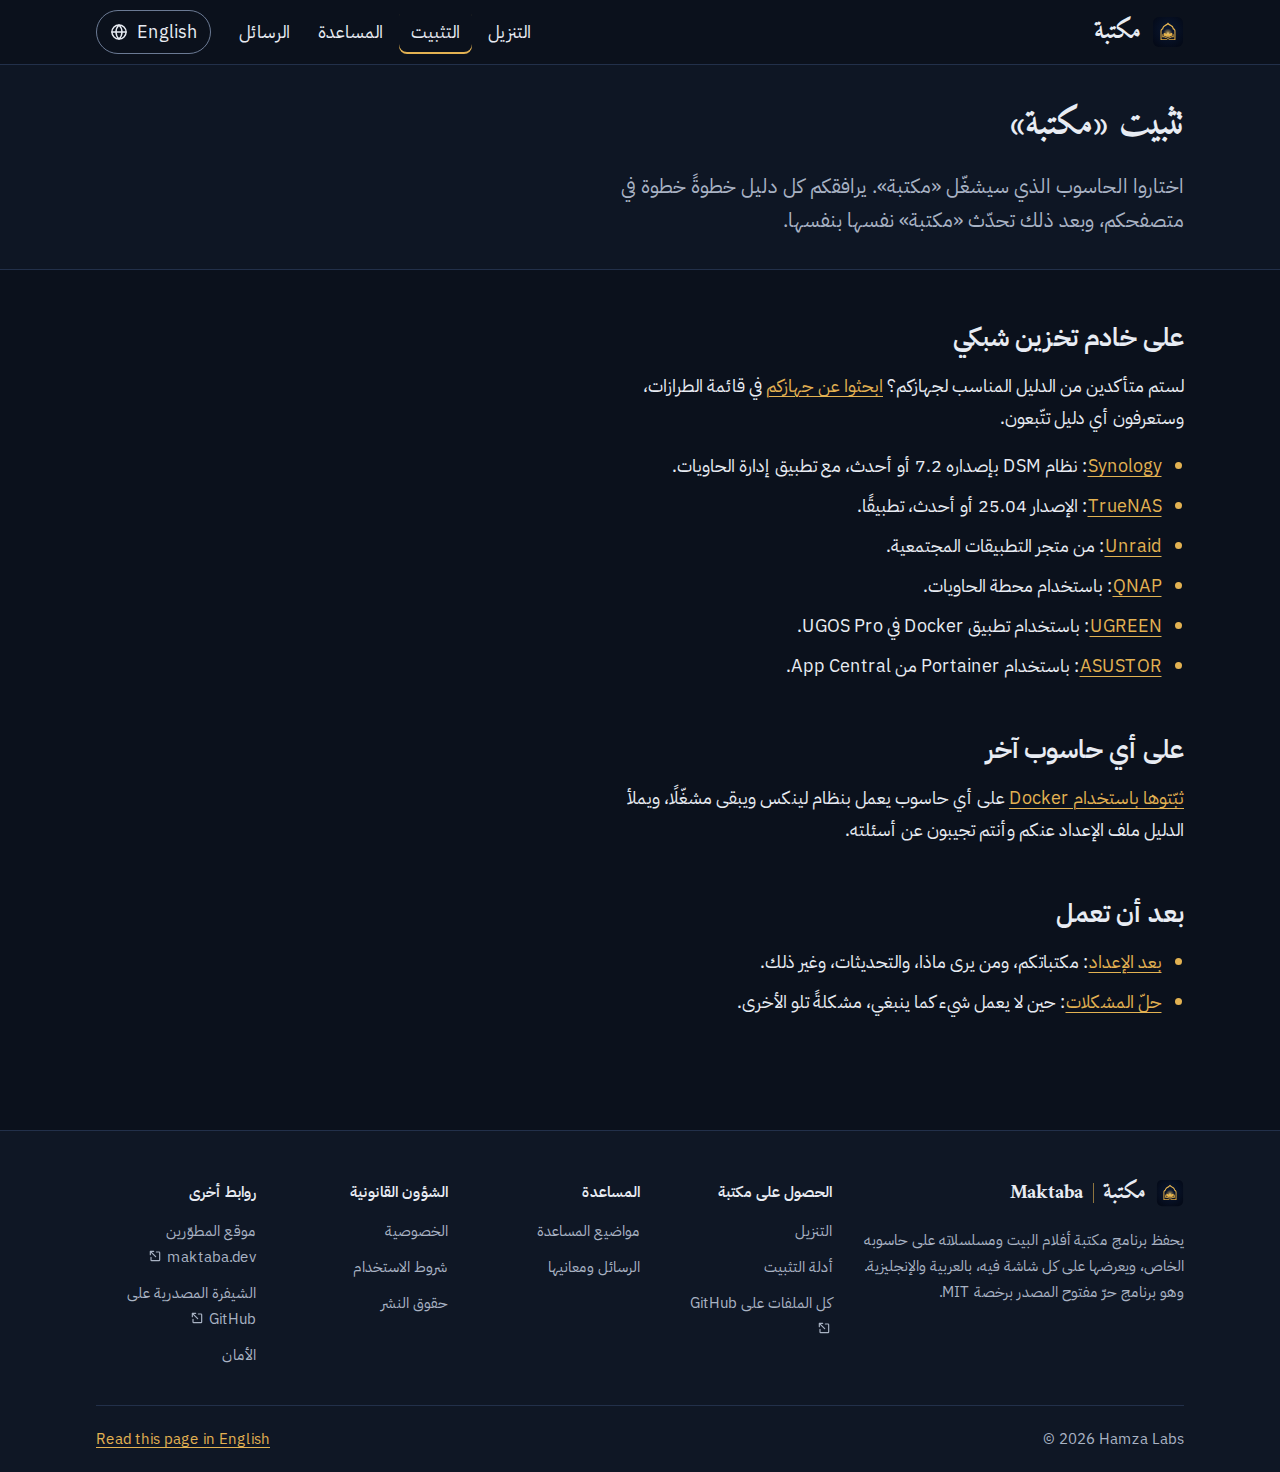 مكتبة
التنزيل
التثبيت
المساعدة
الرسائل
English
تثبيت «مكتبة»
اختاروا الحاسوب الذي سيشغّل «مكتبة». يرافقكم كل دليل خطوةً خطوة في
متصفحكم، وبعد ذلك تحدّث «مكتبة» نفسها بنفسها.
على خادم تخزين شبكي
لستم متأكدين من الدليل المناسب لجهازكم؟ ابحثوا عن جهازكم في قائمة الطرازات،
وستعرفون أي دليل تتّبعون.
Synology: نظام DSM بإصداره 7.2 أو أحدث، مع تطبيق إدارة الحاويات.
TrueNAS: الإصدار 25.04 أو أحدث، تطبيقًا.
Unraid: من متجر التطبيقات المجتمعية.
QNAP: باستخدام محطة الحاويات.
UGREEN: باستخدام تطبيق Docker في UGOS Pro.
ASUSTOR: باستخدام Portainer من App Central.
على أي حاسوب آخر
ثبّتوها باستخدام Docker على أي حاسوب يعمل بنظام لينكس ويبقى مشغّلًا، ويملأ
الدليل ملف الإعداد عنكم وأنتم تجيبون عن أسئلته.
بعد أن تعمل
بعد الإعداد: مكتباتكم، ومن يرى ماذا، والتحديثات، وغير ذلك.
حلّ المشكلات: حين لا يعمل شيء كما ينبغي، مشكلةً تلو الأخرى.
مكتبة | Maktaba
يحفظ برنامج مكتبة أفلام البيت ومسلسلاته على حاسوبه
الخاص، ويعرضها على كل شاشة فيه، بالعربية والإنجليزية.
وهو برنامج حرّ مفتوح المصدر برخصة MIT.
الحصول على مكتبة
التنزيل
أدلة التثبيت
كل الملفات على GitHub
المساعدة
مواضيع المساعدة
الرسائل ومعانيها
الشؤون القانونية
الخصوصية
شروط الاستخدام
حقوق النشر
روابط أخرى
موقع المطوّرين
maktaba.dev
الشيفرة المصدرية على
GitHub
الأمان
© 2026 Hamza Labs
Read this page in English